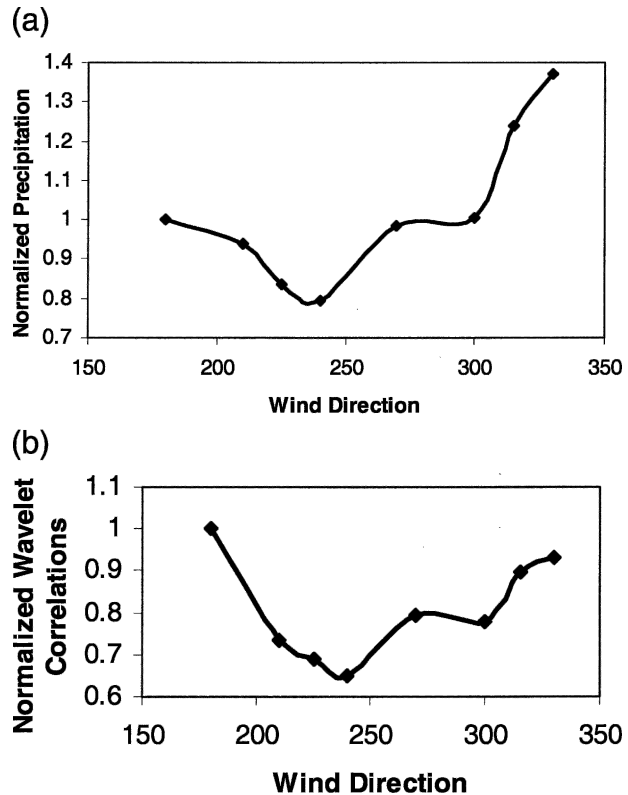 (a)
1.4
1.3
1.2
1.1
1
0.9
0.8
0.7
Normalized Precipitation
150 200 250 300 350
Wind Direction
(b)
1.1
1
0.9
0.8
0.7
0.6
Normalized Wavelet
Correlations
150 200 250 300 350
Wind Direction